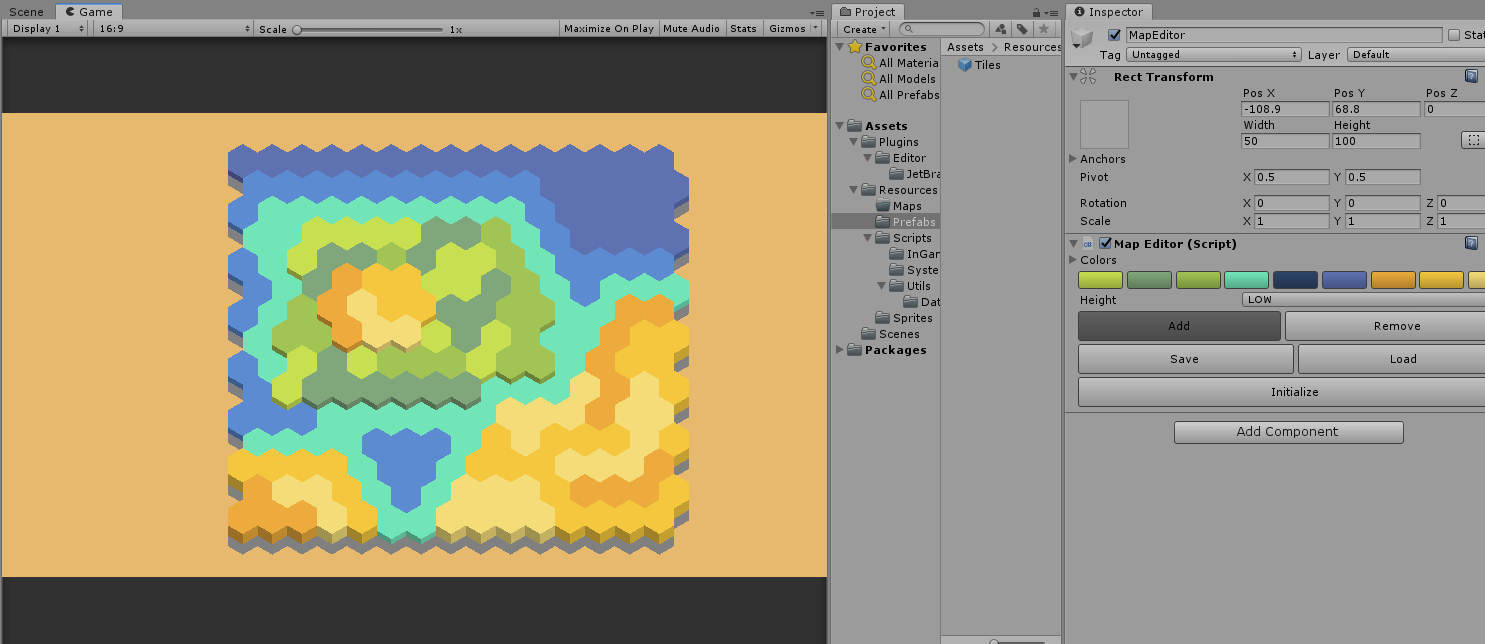 Scene Game
Display 1 16:9 Scale 1x Maximize On Play Mute Audio Stats Gizmos
Project
Create
Favorites
All Materia
All Models
All Prefabs
Assets
Plugins
Editor
JetBra
Resources
Maps
Prefabs
Scripts
InGar
Syste
Utils
Dat
Sprites
Scenes
Packages
Assets > Resources
Tiles
Inspector
MapEditor Stat
Tag Untagged Layer Default
Rect Transform
Pos X Pos Y Pos Z
-108.9 68.8 0
Width Height
50 100
Anchors
Pivot X 0.5 Y 0.5
Rotation X 0 Y 0 Z 0
Scale X 1 Y 1 Z 1
Map Editor (Script)
Colors
Height LOW
Add Remove
Save Load
Initialize
Add Component